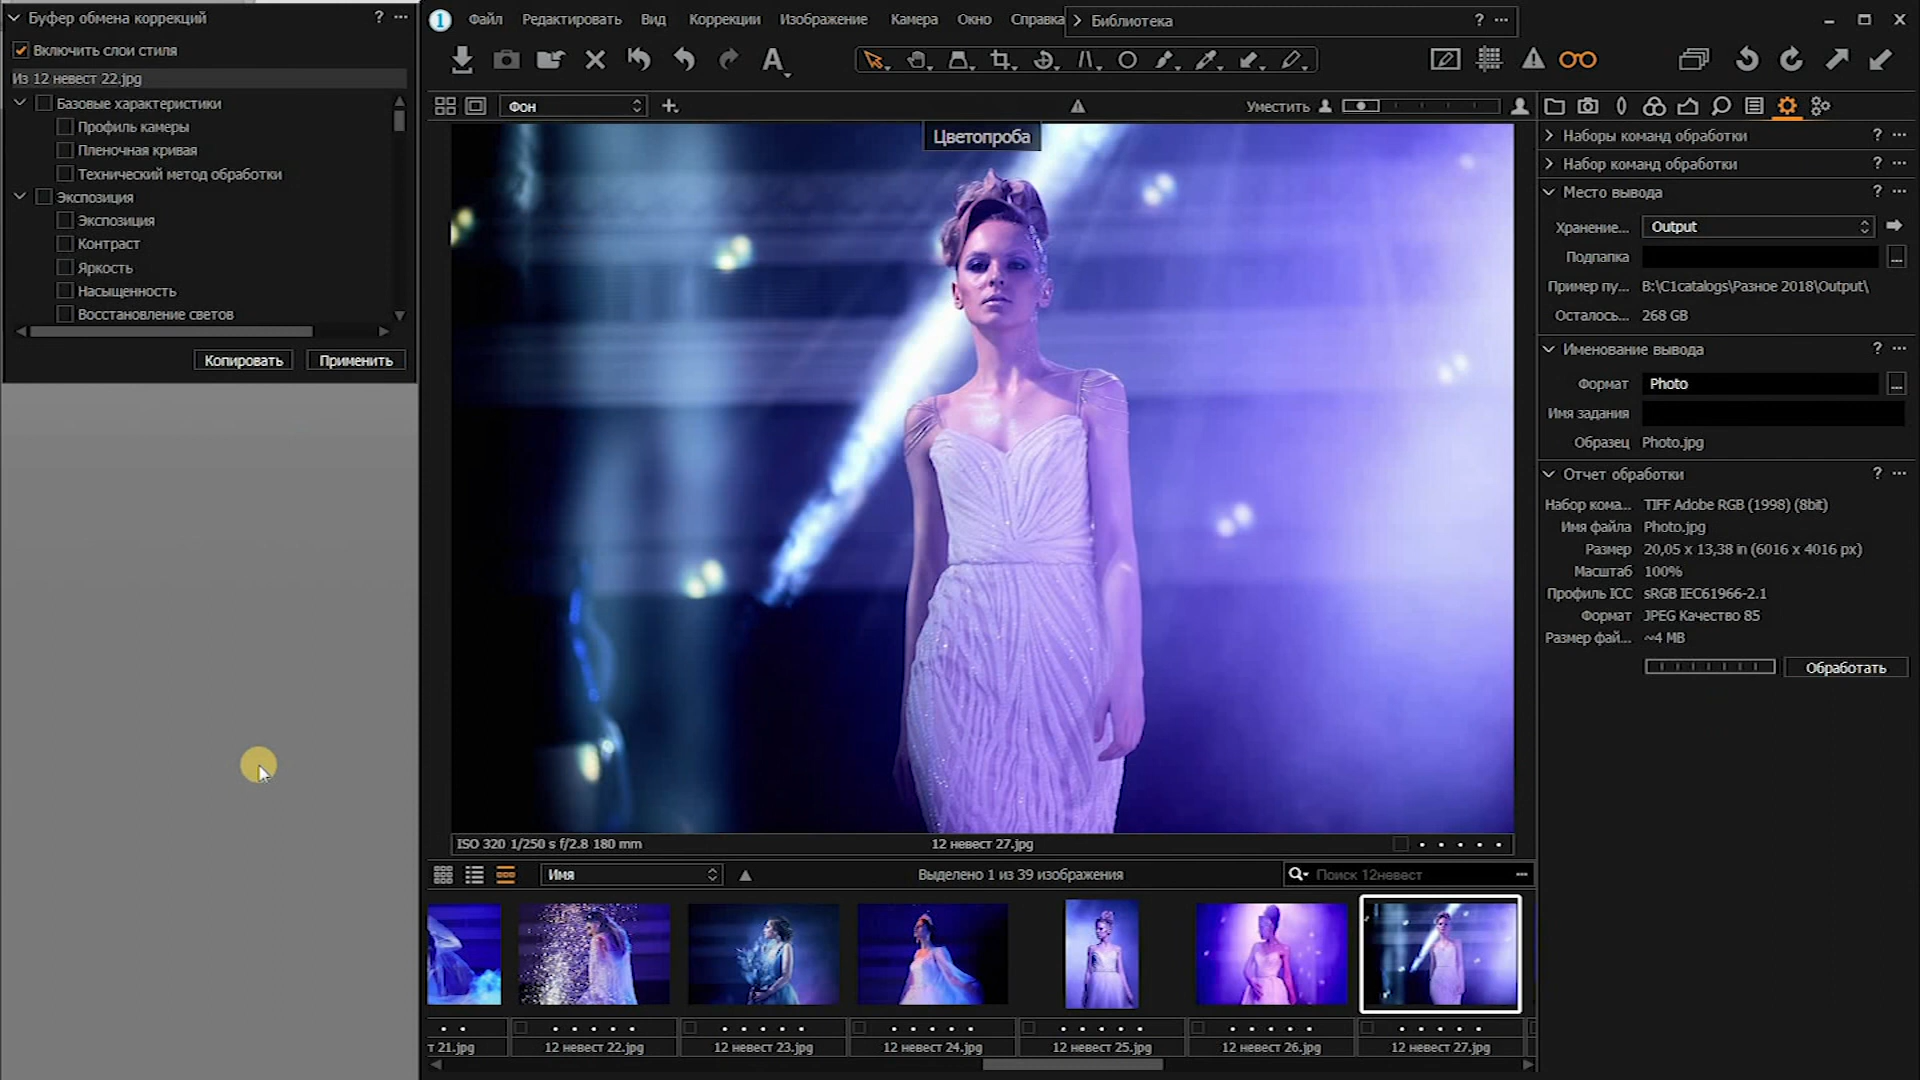 Буфер обмена коррекций
Включить слои стиля
Из 12 невест 22.jpg
Базовые характеристики
Профиль камеры
Пленочная кривая
Технический метод обработки
Экспозиция
Экспозиция
Контраст
Яркость
Насыщенность
Восстановление светов
Копировать
Применить
Файл Редактировать Вид Коррекции Изображение Камера Окно Справка
Библиотека
Фон
Уместить
Цветопроба
ISO 320 1/250 s f/2.8 180 mm
12 невест 27.jpg
Имя
Выделено 1 из 39 изображения
Поиск 12невест
т 21.jpg
12 невест 22.jpg
12 невест 23.jpg
12 невест 24.jpg
12 невест 25.jpg
12 невест 26.jpg
12 невест 27.jpg
Наборы команд обработки
Набор команд обработки
Место вывода
Хранение... Output
Подпапка
Пример пу... B:\C1catalogs\Разное 2018\Output\
Осталось... 268 GB
Именование вывода
Формат Photo
Имя задания
Образец Photo.jpg
Отчет обработки
Набор кома... TIFF Adobe RGB (1998) (8bit)
Имя файла Photo.jpg
Размер 20,05 x 13,38 in (6016 x 4016 px)
Масштаб 100%
Профиль ICC sRGB IEC61966-2.1
Формат JPEG Качество 85
Размер фай... ~4 MB
Обработать